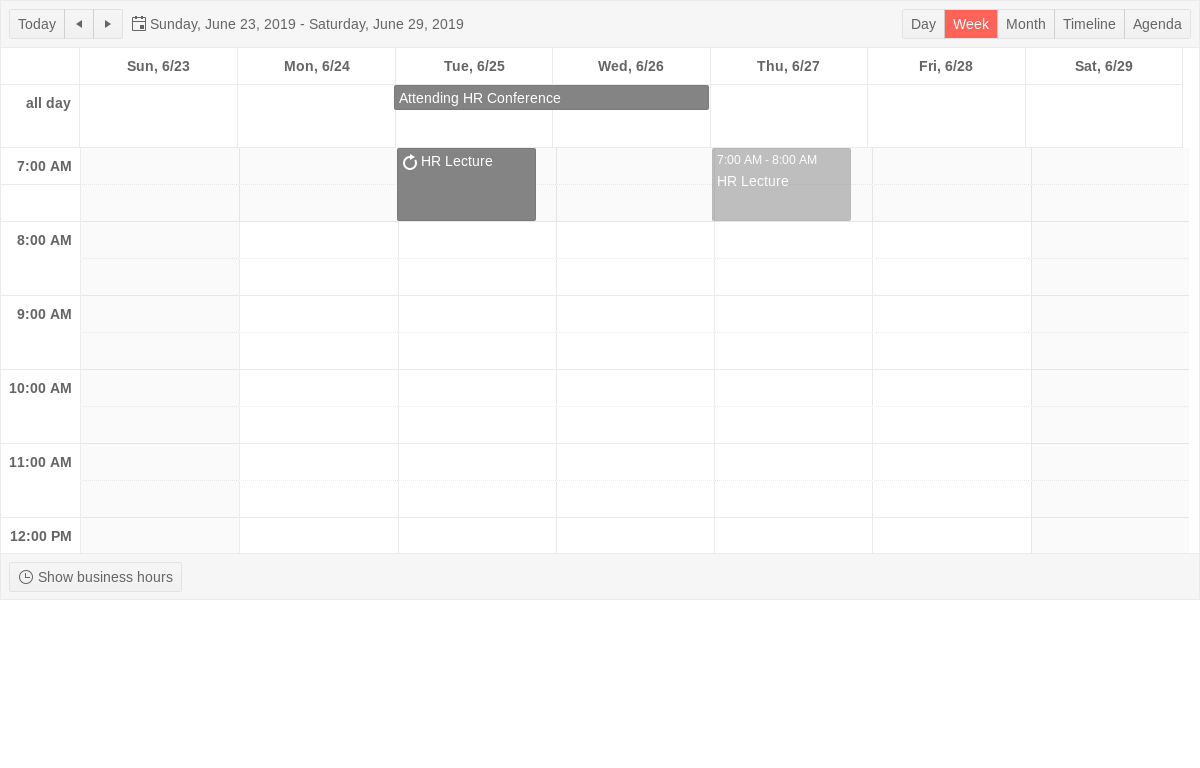 Today
Sunday, June 23, 2019 - Saturday, June 29, 2019
Day Week Month Timeline Agenda
Sun, 6/23 Mon, 6/24 Tue, 6/25 Wed, 6/26 Thu, 6/27 Fri, 6/28 Sat, 6/29
all day
Attending HR Conference
7:00 AM
HR Lecture
7:00 AM - 8:00 AM
HR Lecture
8:00 AM
9:00 AM
10:00 AM
11:00 AM
12:00 PM
Show business hours